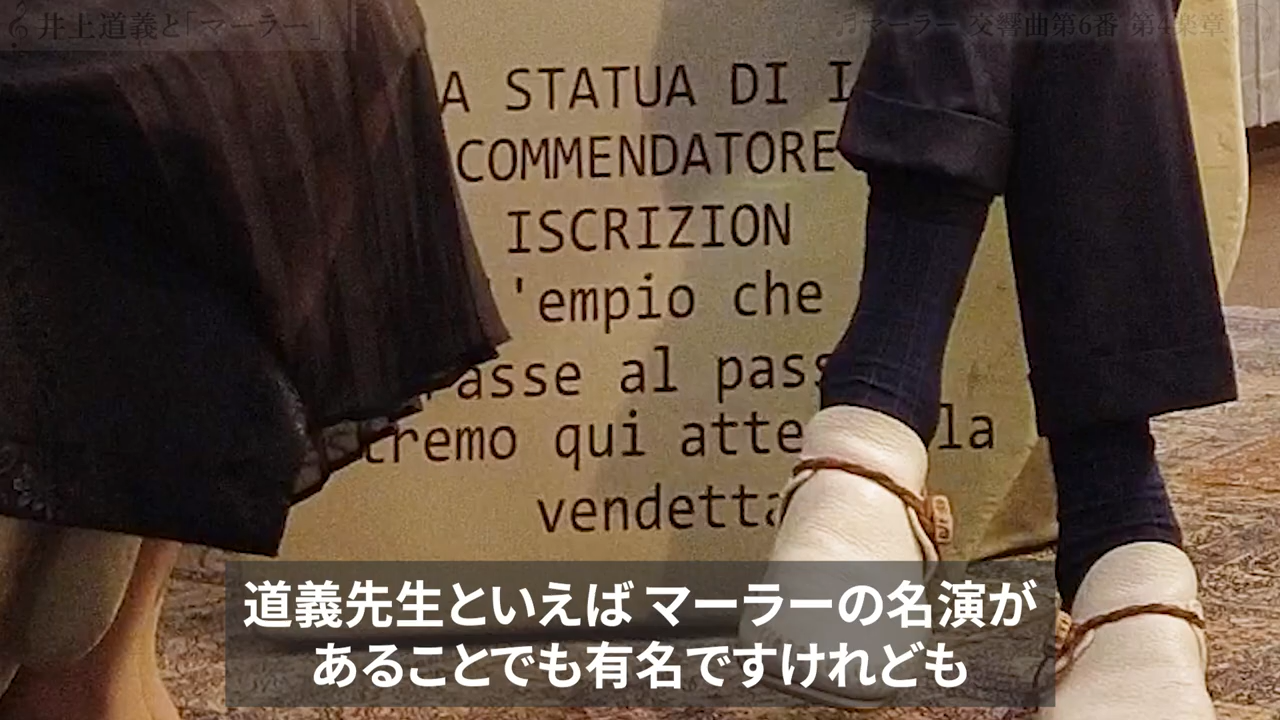 井上道義と「マーラー」
マーラー 交響曲第6番 第4楽章
A STATUA DI
COMMENDATORE
ISCRIZION
'empio che
asse al pass
tremo qui atte la
vendetta
道義先生といえば マーラーの名演が
あることでも有名ですけれども